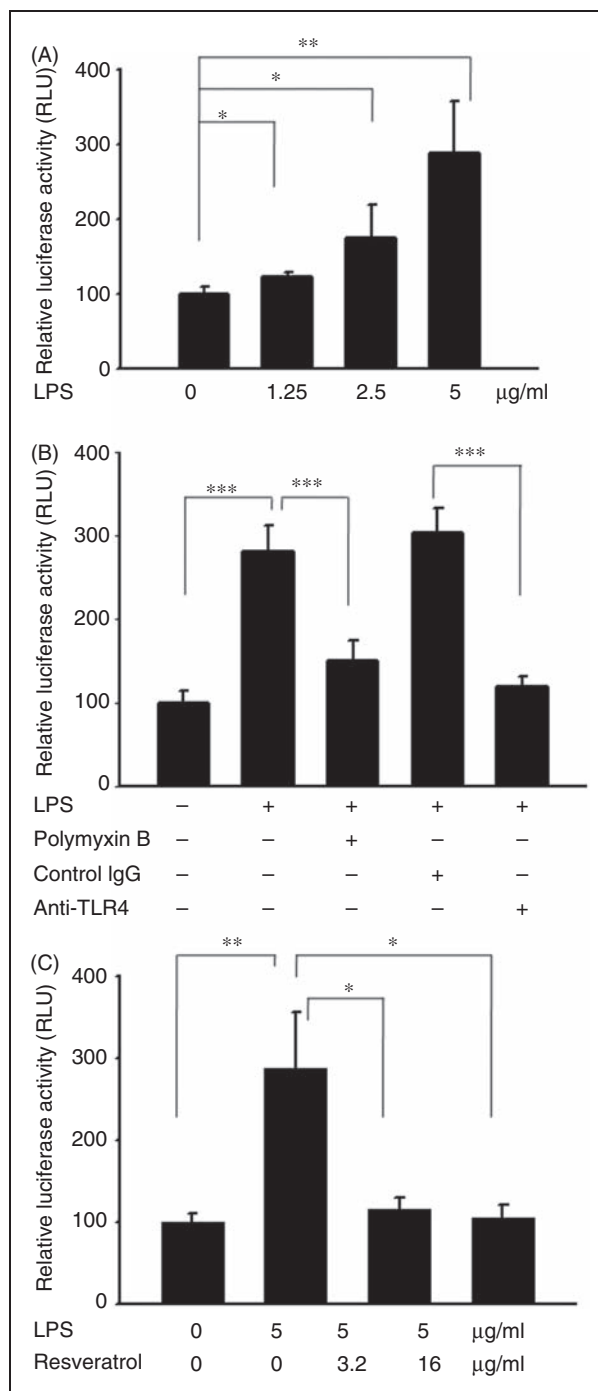 (A)
**
*
*
Relative luciferase activity (RLU)
400
300
200
100
0
LPS 0 1.25 2.5 5 µg/ml
(B)
***
***
***
Relative luciferase activity (RLU)
400
300
200
100
0
LPS – + + + +
Polymyxin B – – + – –
Control IgG – – – + –
Anti-TLR4 – – – – +
(C)
**
*
*
Relative luciferase activity (RLU)
400
300
200
100
0
LPS 0 5 5 5 µg/ml
Resveratrol 0 0 3.2 16 µg/ml